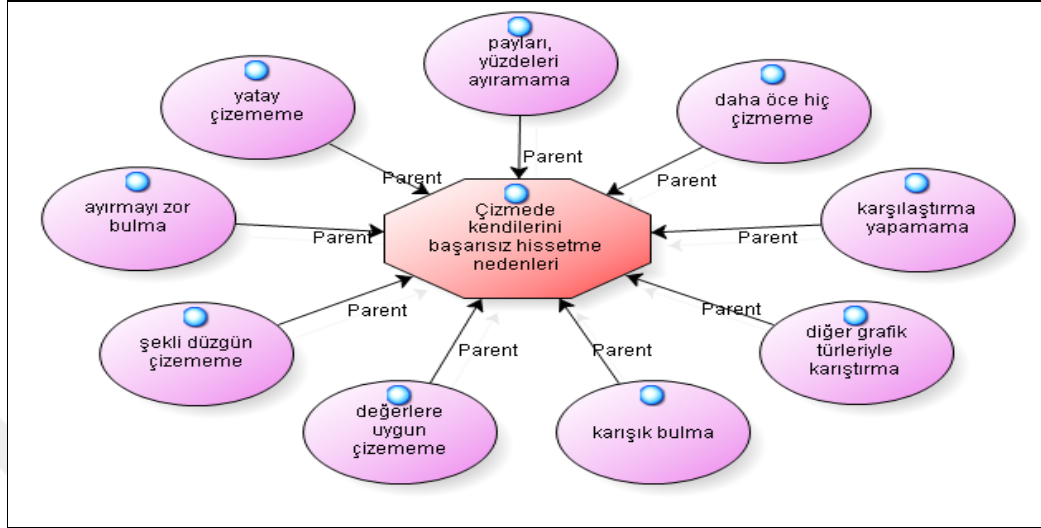 payları,
yüzdeleri
ayıramama
yatay
çizememe
daha öce hiç
çizmeme
Parent
Parent
Parent
ayırmayı zor
bulma
Çizmede
kendilerini
başarısız hissetme
nedenleri
karşılaştırma
yapamama
Parent
Parent
Parent
Parent
şekli düzgün
çizememe
diğer grafik
türleriyle
karıştırma
Parent
Parent
değerlere
uygun
çizememe
karışık bulma